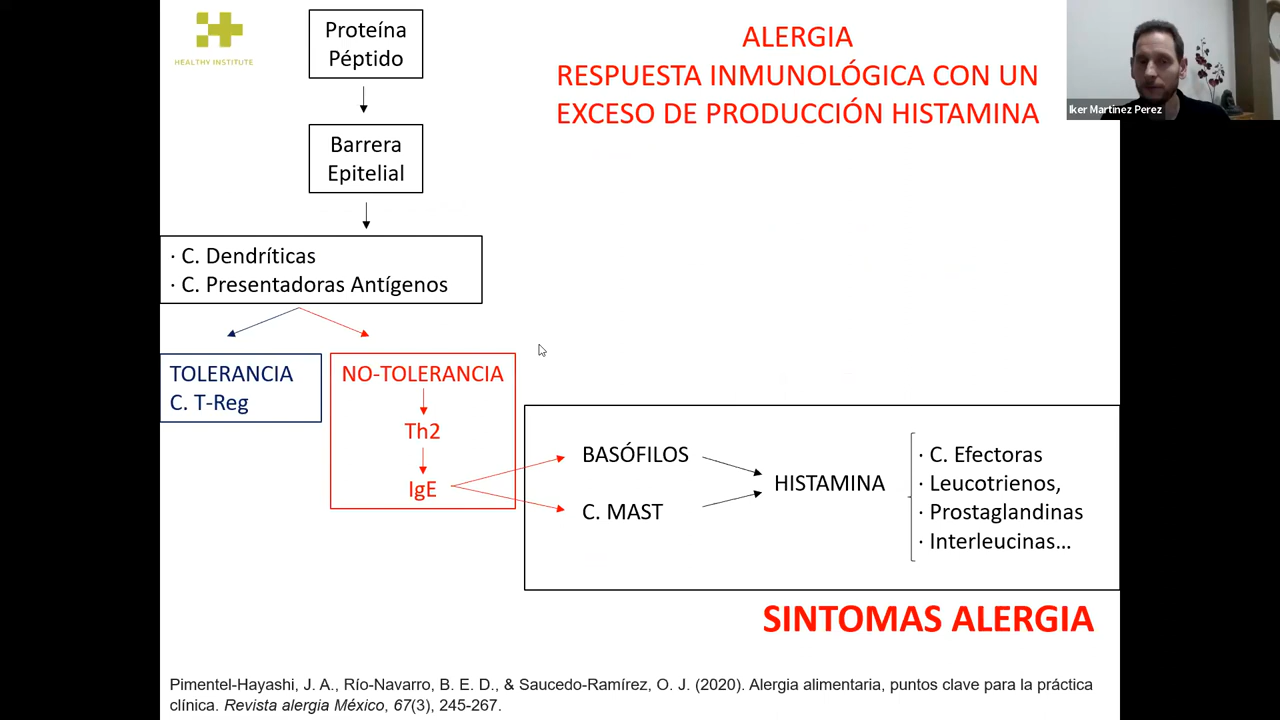 HEALTHY INSTITUTE
Proteína
Péptido
ALERGIA
RESPUESTA INMUNOLÓGICA CON UN
EXCESO DE PRODUCCIÓN HISTAMINA
Iker Martinez Perez
Barrera
Epitelial
· C. Dendríticas
· C. Presentadoras Antígenos
TOLERANCIA
C. T-Reg
NO-TOLERANCIA
Th2
IgE
BASÓFILOS
C. MAST
HISTAMINA
· C. Efectoras
· Leucotrienos,
· Prostaglandinas
· Interleucinas...
SINTOMAS ALERGIA
Pimentel-Hayashi, J. A., Río-Navarro, B. E. D., & Saucedo-Ramírez, O. J. (2020). Alergia alimentaria, puntos clave para la práctica
clínica. Revista alergia México, 67(3), 245-267.